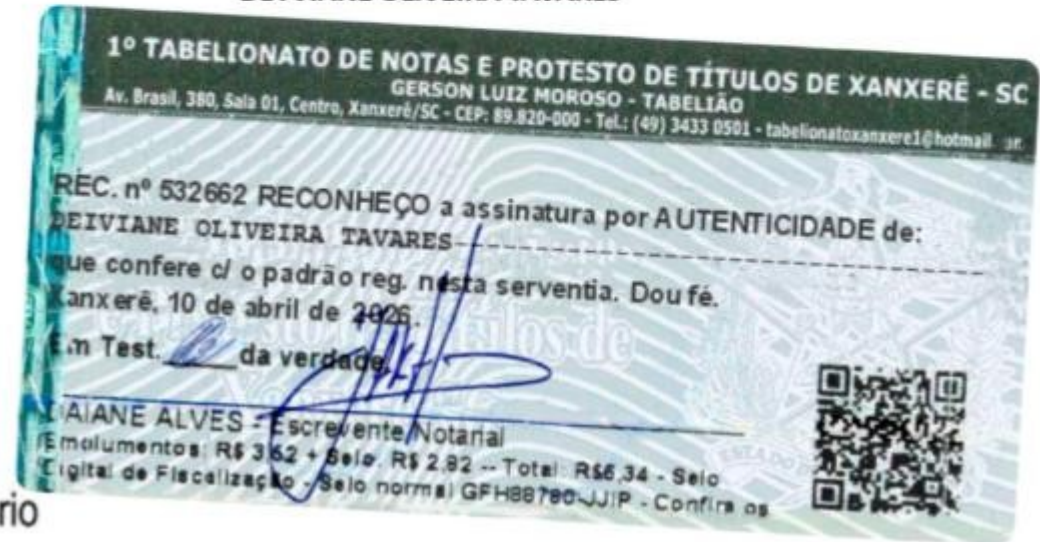 1º TABELIONATO DE NOTAS E PROTESTO DE TÍTULOS DE XANXERÊ - SC
GERSON LUIZ MOROSO - TABELIÃO
Av. Brasil, 380, Sala 01, Centro, Xanxerê/SC - CEP: 89.820-000 - Tel.: (49) 3433 0501 - tabelionatoxanxere1@hotmail
REC. nº 532662 RECONHEÇO a assinatura por AUTENTICIDADE de:
DEIVIANE OLIVEIRA TAVARES
que confere c/ o padrão reg. nesta serventia. Dou fé.
Xanxerê, 10 de abril de 2026.
Em Test. da verdade.
DAIANE ALVES - Escrevente Notarial
Emolumentos: R$ 3,52 + Selo: R$ 2,82 -- Total: R$6,34 - Selo
Digital de Fiscalização - Selo normal GFH88780-JJIP - Confira os
rio